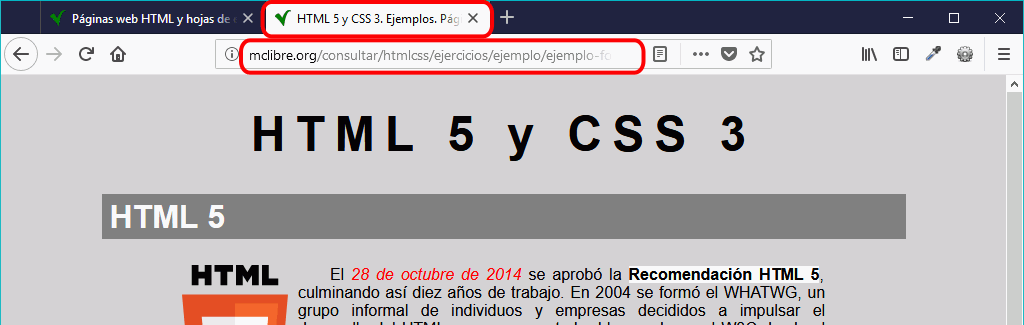 Páginas web HTML y hojas de
HTML 5 y CSS 3. Ejemplos. Pág
mclibre.org/consultar/htmlcss/ejercicios/ejemplo/ejemplo-fo
HTML 5 y CSS 3
HTML 5
HTML
El 28 de octubre de 2014 se aprobó la Recomendación HTML 5,
culminando así diez años de trabajo. En 2004 se formó el WHATWG, un
grupo informal de individuos y empresas decididos a impulsar el